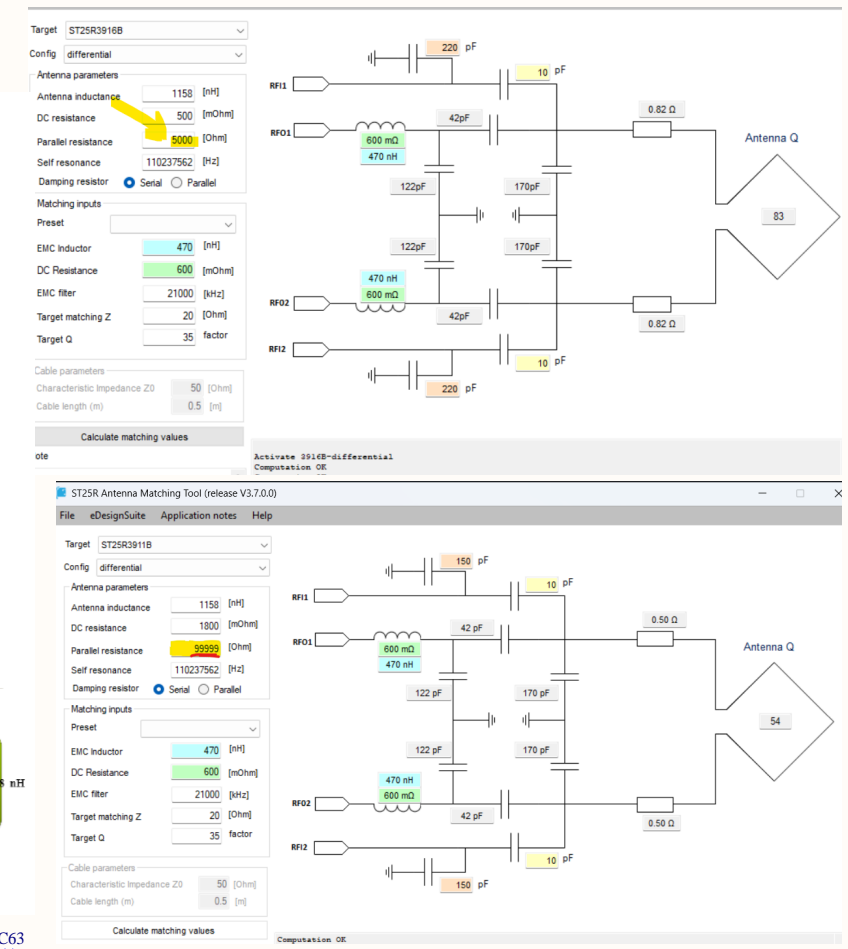 Target ST25R3916B
Config differential
Antenna parameters
Antenna inductance 1158 [nH]
DC resistance 500 [mOhm]
Parallel resistance 5000 [Ohm]
Self resonance 110237562 [Hz]
Damping resistor Serial Parallel
Matching inputs
Preset
EMC Inductor 470 [nH]
DC Resistance 600 [mOhm]
EMC filter 21000 [kHz]
Target matching Z 20 [Ohm]
Target Q 35 factor
Cable parameters
Characteristic Impedance Z0 50 [Ohm]
Cable length (m) 0.5 [m]
Calculate matching values
ote
220 pF
10 pF
RFI1
0.82 Ω
42pF
RFO1
600 mΩ
470 nH
Antenna Q
122pF
170pF
83
122pF
170pF
470 nH
600 mΩ
RFO2
42pF
0.82 Ω
RFI2
10 pF
220 pF
Activate 3916B-differential
Computation OK
ST25R Antenna Matching Tool (release V3.7.0.0)
File eDesignSuite Application notes Help
Target ST25R3911B
Config differential
Antenna parameters
Antenna inductance 1158 [nH]
DC resistance 1800 [mOhm]
Parallel resistance 99999 [Ohm]
Self resonance 110237562 [Hz]
Damping resistor Serial Parallel
Matching inputs
Preset
EMC Inductor 470 [nH]
DC Resistance 600 [mOhm]
EMC filter 21000 [kHz]
Target matching Z 20 [Ohm]
Target Q 35 factor
Cable parameters
Characteristic Impedance Z0 50 [Ohm]
Cable length (m) 0.5 [m]
Calculate matching values
150 pF
10 pF
RFI1
0.50 Ω
42 pF
RFO1
600 mΩ
470 nH
Antenna Q
122 pF
170 pF
54
122 pF
170 pF
470 nH
600 mΩ
RFO2
42 pF
0.50 Ω
RFI2
10 pF
150 pF
Computation OK
8 nH
C63